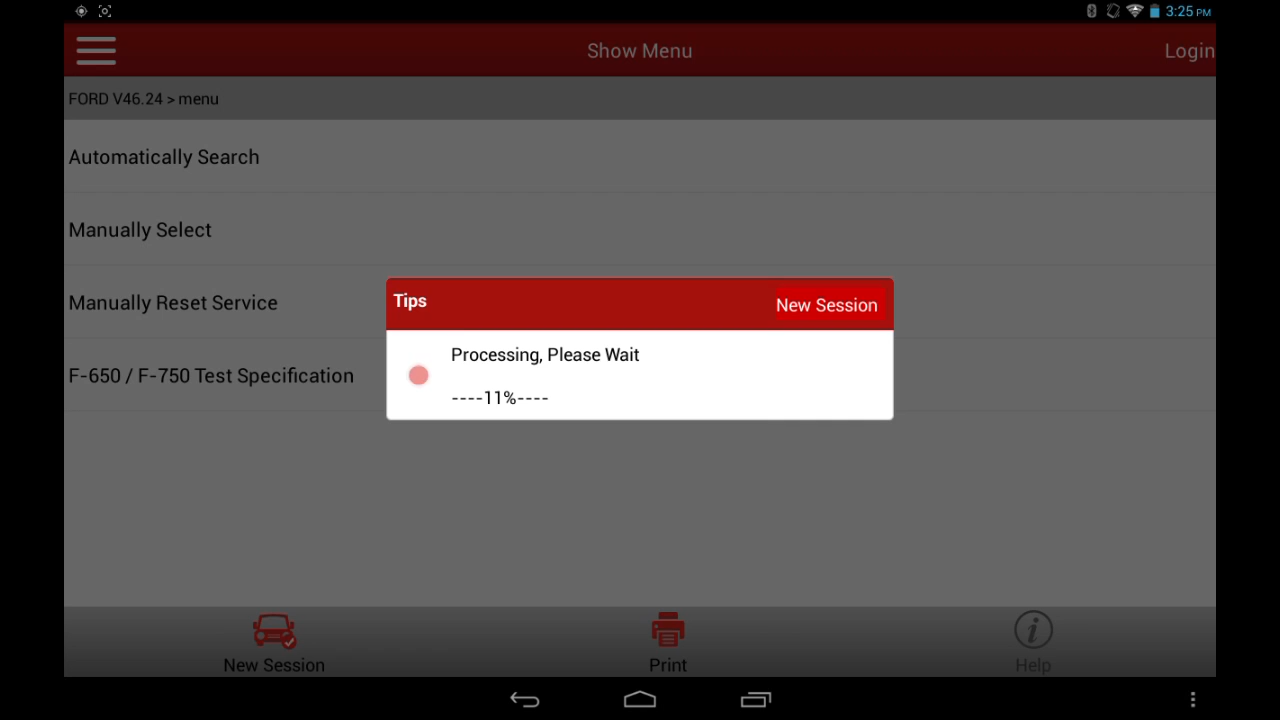 3:25 PM
Show Menu
Login
FORD V46.24 > menu
Automatically Search
Manually Select
Manually Reset Service
F-650 / F-750 Test Specification
Tips
New Session
Processing, Please Wait
----11%----
New Session
Print
Help